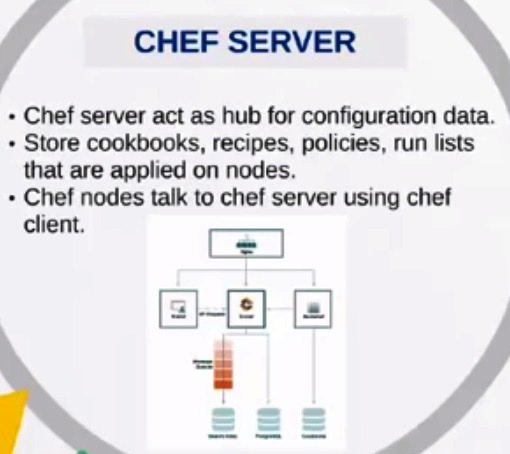 CHEF SERVER
• Chef server act as hub for configuration data.
• Store cookbooks, recipes, policies, run lists
that are applied on nodes.
• Chef nodes talk to chef server using chef
client.